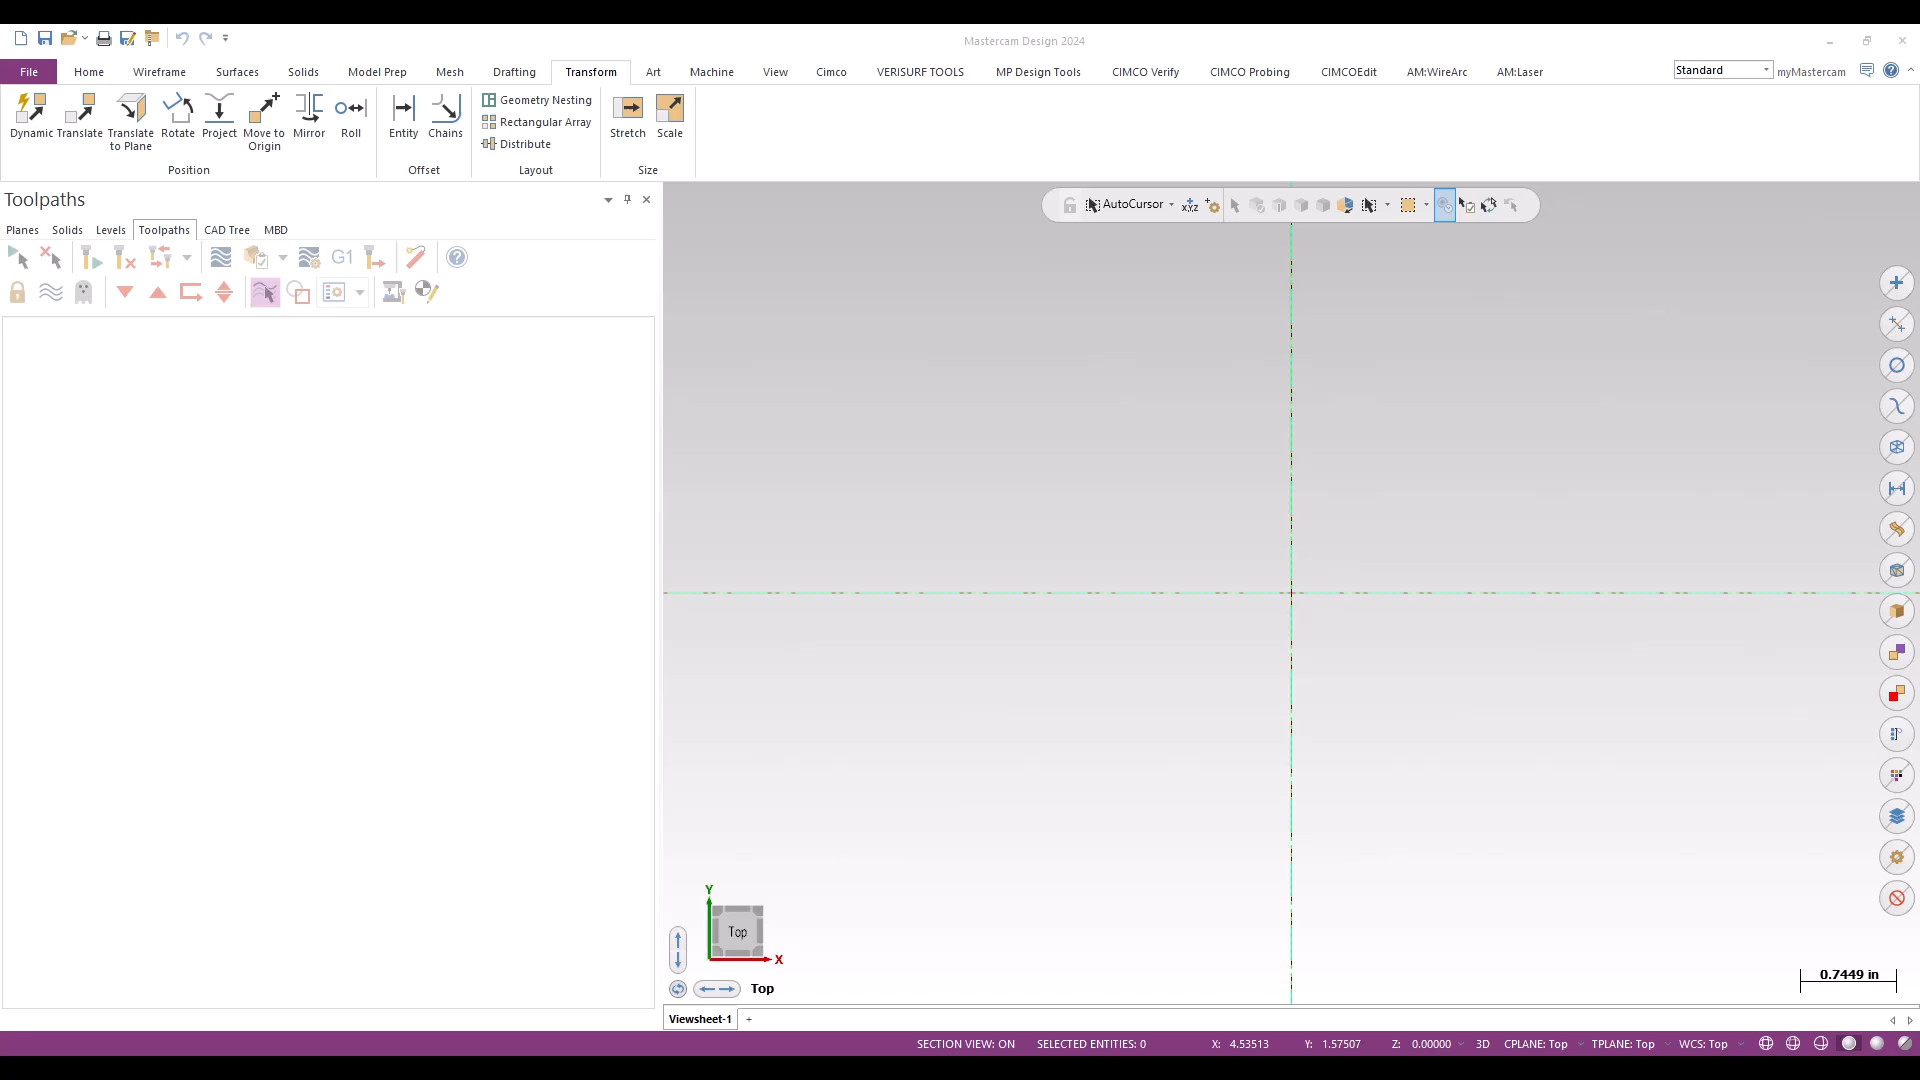 Mastercam Design 2024
File Home Wireframe Surfaces Solids Model Prep Mesh Drafting Transform Art Machine View Cimco VERISURF TOOLS MP Design Tools CIMCO Verify CIMCO Probing CIMCOEdit AM:WireArc AM:Laser Standard myMastercam
Dynamic Translate Translate to Plane Rotate Project Move to Origin Mirror Roll
Position
Entity Chains
Offset
Geometry Nesting
Rectangular Array
Distribute
Layout
Stretch Scale
Size
Toolpaths
Planes Solids Levels Toolpaths CAD Tree MBD
G1
AutoCursor
XYZ
Y
Top
X
Top
0.7449 in
Viewsheet-1 +
SECTION VIEW: ON SELECTED ENTITIES: 0 X: 4.53513 Y: 1.57507 Z: 0.00000 3D CPLANE: Top TPLANE: Top WCS: Top